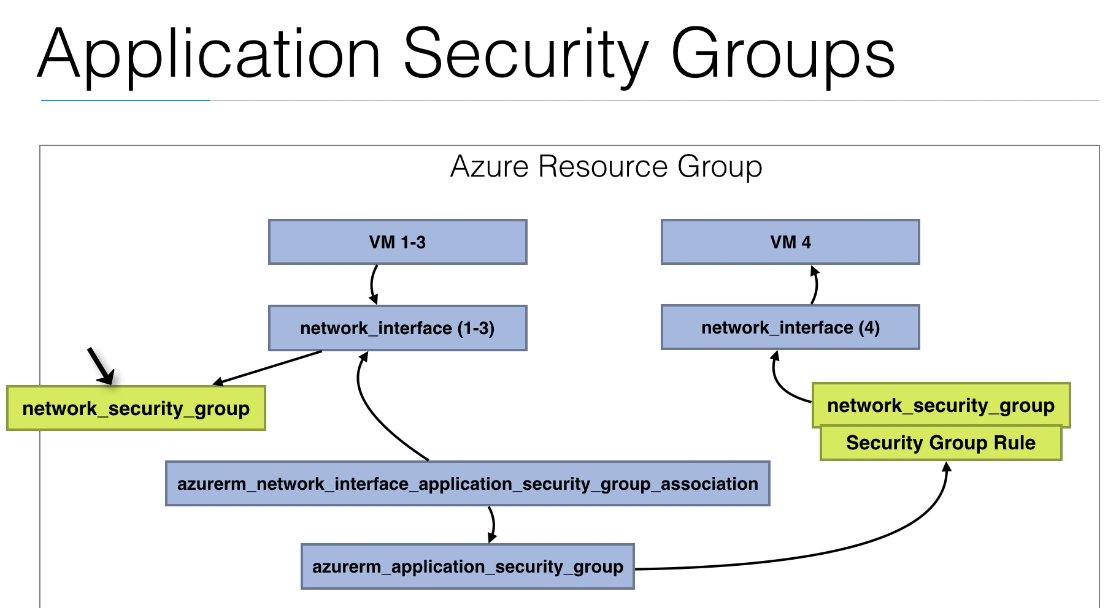 Application Security Groups
Azure Resource Group
VM 1-3
VM 4
network_interface (1-3)
network_interface (4)
network_security_group
network_security_group
Security Group Rule
azurerm_network_interface_application_security_group_association
azurerm_application_security_group